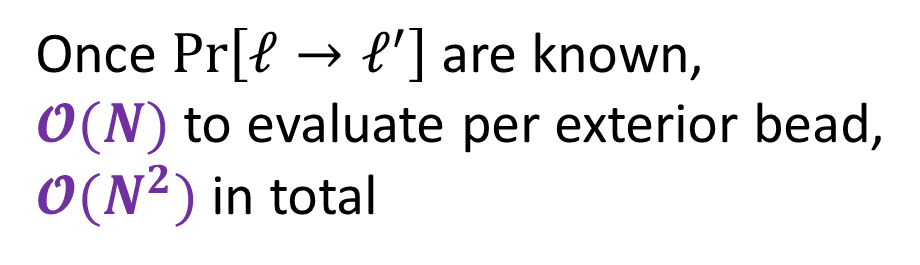 Once Pr[ℓ → ℓ′] are known,
𝒪(N) to evaluate per exterior bead,
𝒪(N²) in total